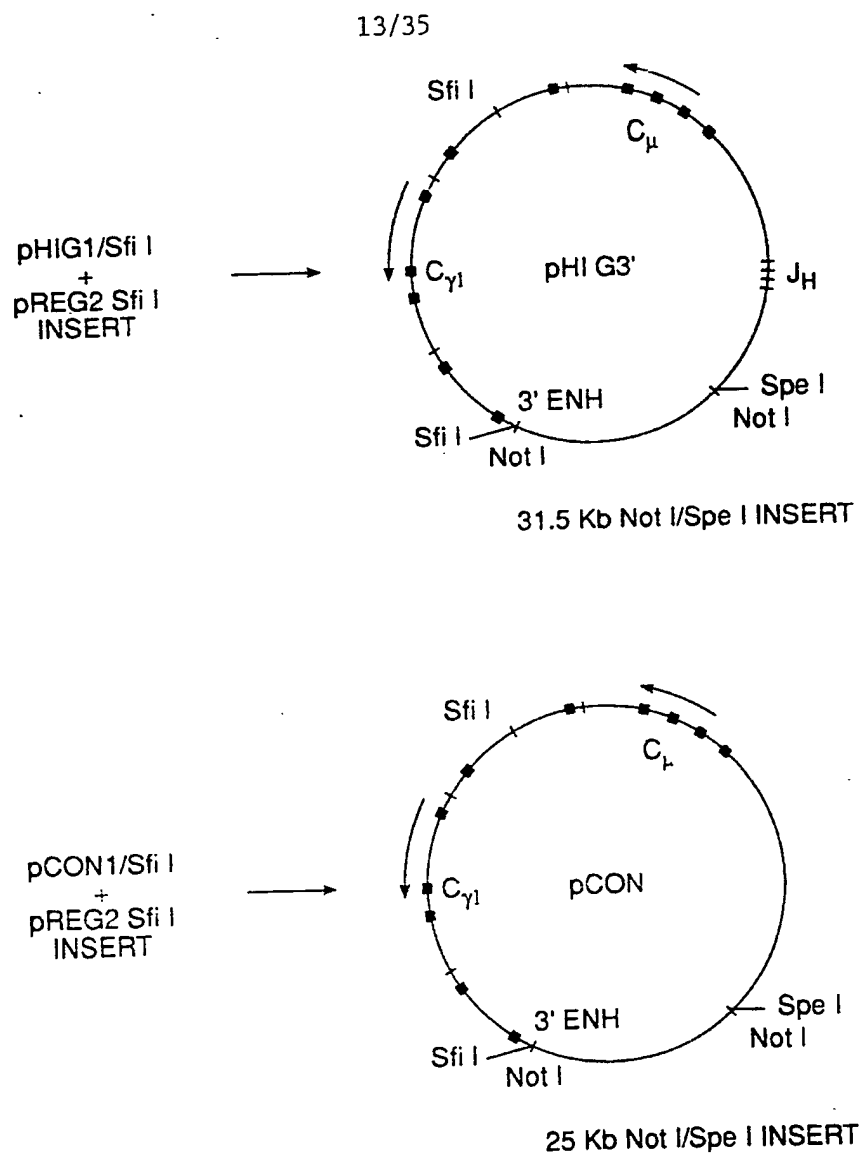 13/35
Sfi I
Cμ
pHIG1/Sfi I
+
pREG2 Sfi I
INSERT
Cγ1
pHI G3'
JH
3' ENH
Spe I
Sfi I
Not I
Not I
31.5 Kb Not I/Spe I INSERT
Sfi I
Cμ
pCON1/Sfi I
+
pREG2 Sfi I
INSERT
Cγ1
pCON
3' ENH
Spe I
Sfi I
Not I
Not I
25 Kb Not I/Spe I INSERT